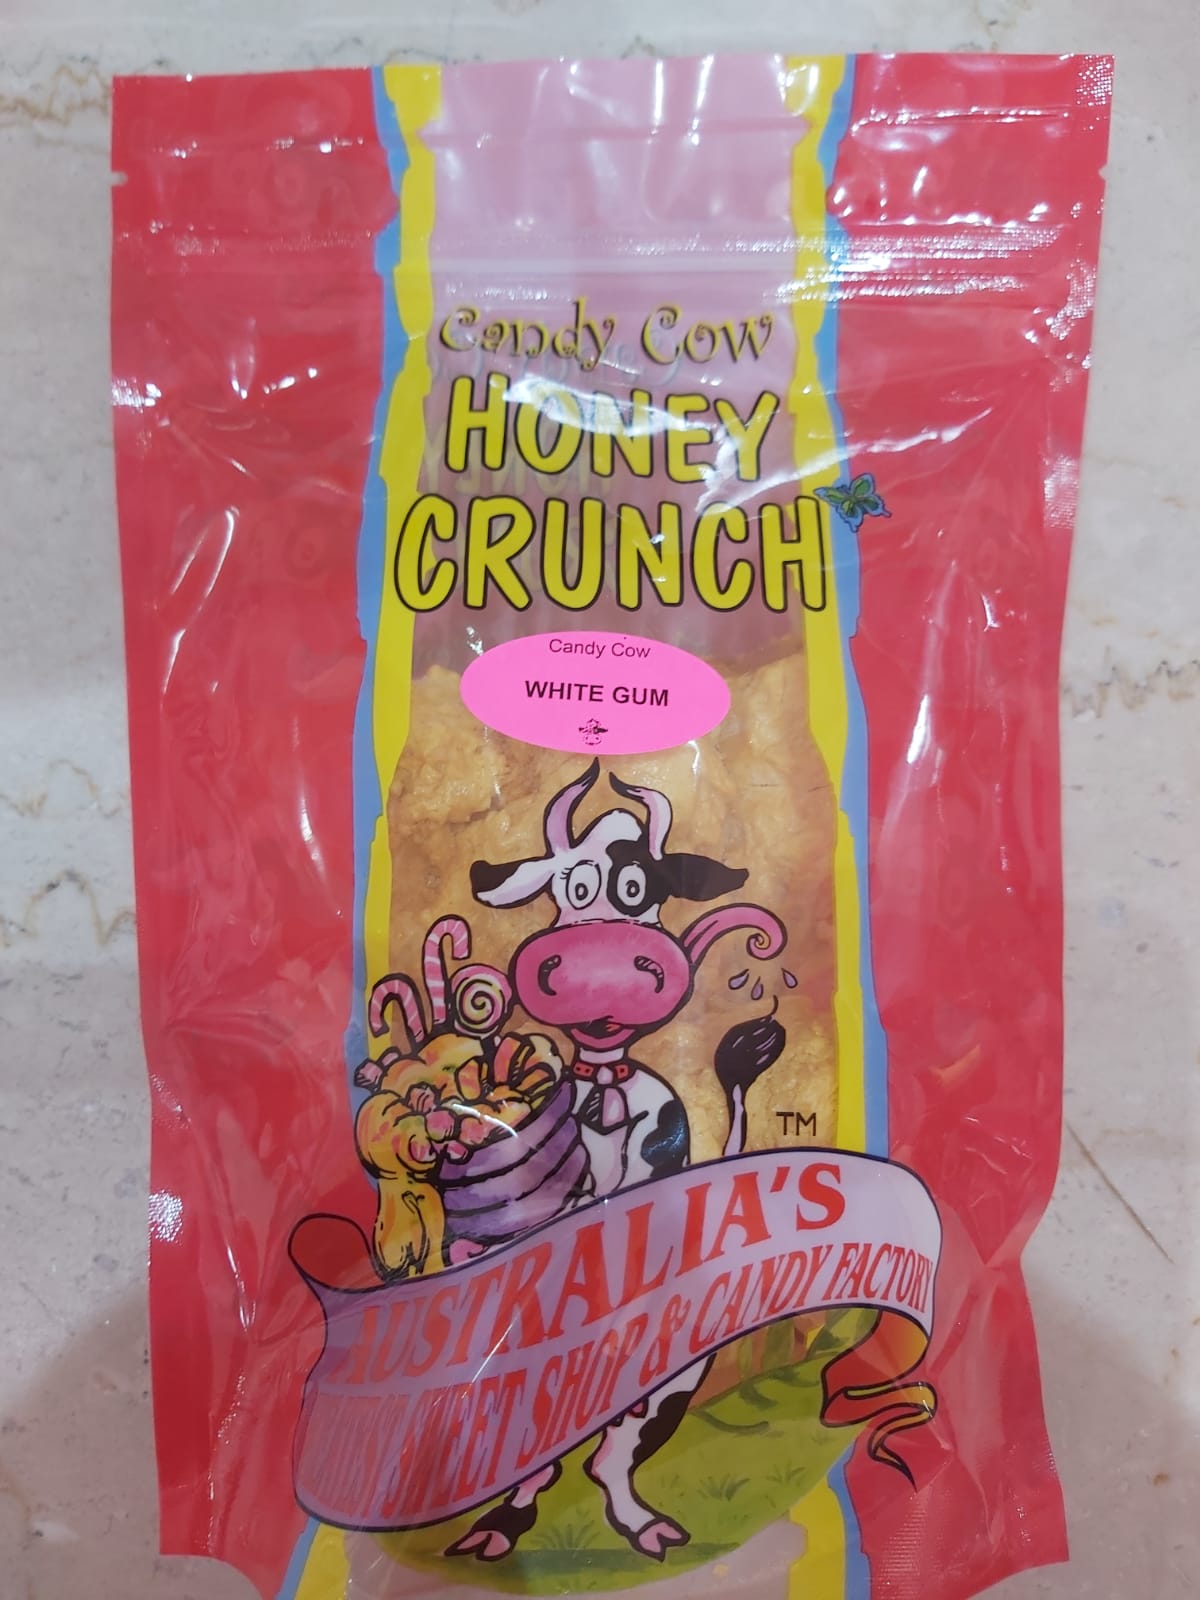 Candy Cow
HONEY
CRUNCH
Candy Cow
WHITE GUM
TM
AUSTRALIA'S
SWEET SHOP & CANDY FACTORY